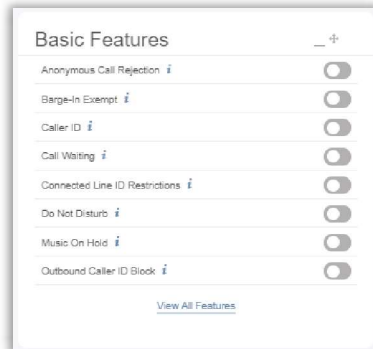 Basic Features
Anonymous Call Rejection i
Barge-In Exempt i
Caller ID i
Call Waiting i
Connected Line ID Restrictions i
Do Not Disturb i
Music On Hold i
Outbound Caller ID Block i
View All Features